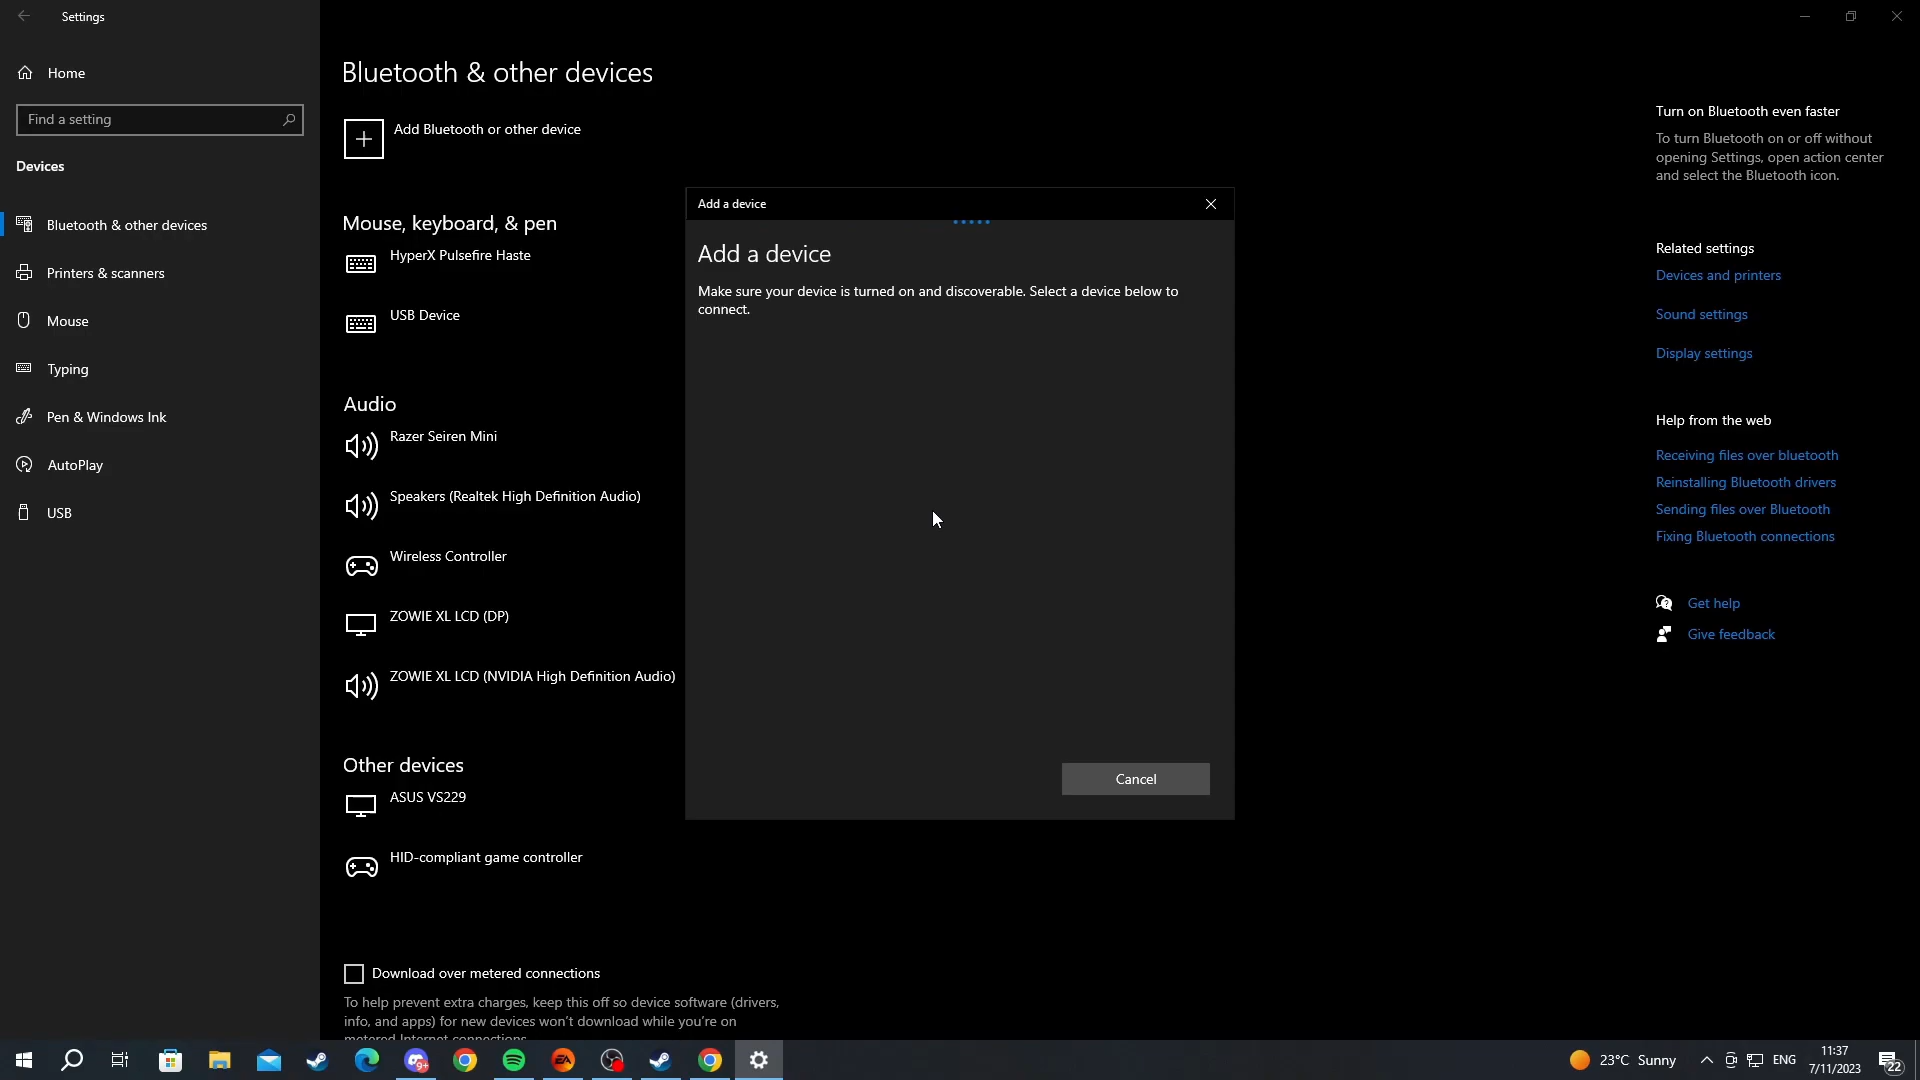 Settings
Home
Find a setting
Devices
Bluetooth & other devices
Printers & scanners
Mouse
Typing
Pen & Windows Ink
AutoPlay
USB
Bluetooth & other devices
Add Bluetooth or other device
Mouse, keyboard, & pen
HyperX Pulsefire Haste
USB Device
Audio
Razer Seiren Mini
Speakers (Realtek High Definition Audio)
Wireless Controller
ZOWIE XL LCD (DP)
ZOWIE XL LCD (NVIDIA High Definition Audio)
Other devices
ASUS VS229
HID-compliant game controller
Download over metered connections
To help prevent extra charges, keep this off so device software (drivers,
info, and apps) for new devices won't download while you're on
metered Internet connections.
Add a device
Add a device
Make sure your device is turned on and discoverable. Select a device below to
connect.
Cancel
Turn on Bluetooth even faster
To turn Bluetooth on or off without
opening Settings, open action center
and select the Bluetooth icon.
Related settings
Devices and printers
Sound settings
Display settings
Help from the web
Receiving files over bluetooth
Reinstalling Bluetooth drivers
Sending files over Bluetooth
Fixing Bluetooth connections
Get help
Give feedback
9+
EA
23°C Sunny
ENG
11:37
7/11/2023
22